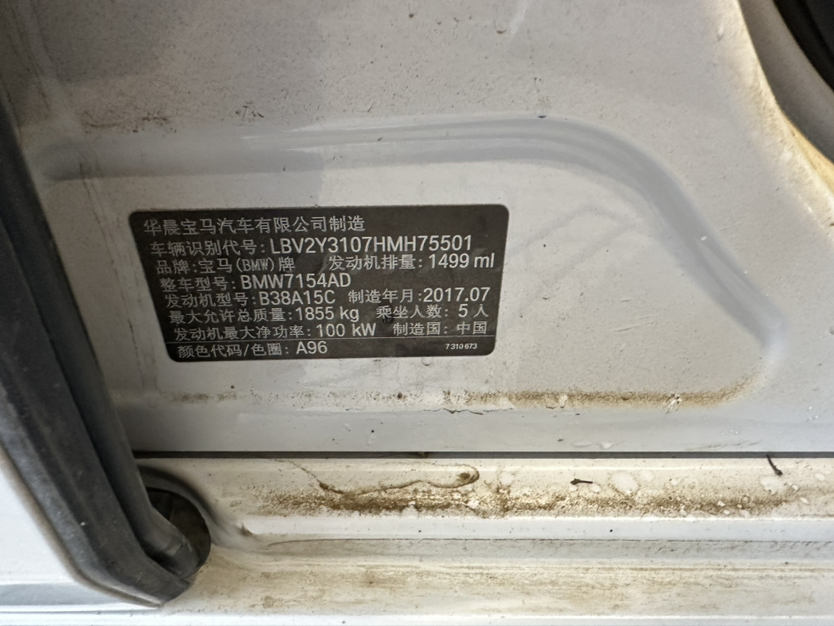 华晨宝马汽车有限公司制造
车辆识别代号: LBV2Y3107HMH75501
品牌: 宝马(BMW)牌 发动机排量: 1499 ml
整车型号: BMW7154AD
发动机型号: B38A15C 制造年月: 2017.07
最大允许总质量: 1855 kg 乘坐人数: 5 人
发动机最大净功率: 100 kW 制造国: 中国
颜色代码/色圈: A96 7310673